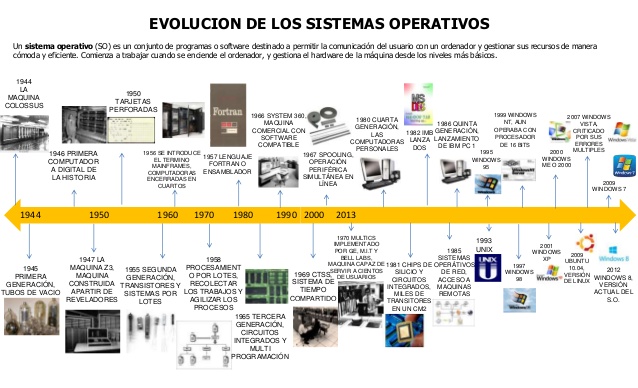 EVOLUCION DE LOS SISTEMAS OPERATIVOS
Un sistema operativo (SO) es un conjunto de programas o software destinado a permitir la comunicación del usuario con un ordenador y gestionar sus recursos de manera
cómoda y eficiente. Comienza a trabajar cuando se enciende el ordenador, y gestiona el hardware de la máquina desde los niveles más básicos.
1944
LA
MAQUINA
COLOSSUS
1946 PRIMERA
COMPUTADOR
A DIGITAL DE
LA HISTORIA
1950
TARJETAS
PERFORADAS
1956 SE INTRODUCE
EL TERMINO
MAINFRAMES,
COMPUTADORAS
ENCERRADAS EN
CUARTOS
Fortran
1957 LENGUAJE
FORTRAN O
ENSAMBLADOR
1966 SYSTEM 360,
MAQUINA
COMERCIAL CON
SOFTWARE
COMPATIBLE
1967 SPOOLING,
OPERACIÓN
PERIFÉRICA
SIMULTÁNEA EN
LÍNEA
1980 CUARTA
GENERACIÓN,
LAS
COMPUTADORAS
PERSONALES
1982 IMB
LANZA
DOS
1986 QUINTA
GENERACIÓN,
LANZAMIENTO
DE IBM PC 1
1995
WINDOWS
95
1999 WINDOWS
NT, AUN
OPERABA CON
PROCESADOR
DE 16 BITS
2000
WINDOWS
MEO 2000
2007 WINDOWS
VISTA,
CRITICADO
POR SUS
ERRORES
MULTIPLES
Windows Vista
Windows 7
2009
WINDOWS 7
1944 1950 1960 1970 1980 1990 2000 2013
1945
PRIMERA
GENERACIÓN,
TUBOS DE VACIO
1947 LA
MAQUINA Z3,
MAQUINA
CONSTRUIDA
APARTIR DE
REVELADORES
1955 SEGUNDA
GENERACIÓN,
TRANSISTORES Y
SISTEMAS POR
LOTES
1958
PROCESAMIENT
O POR LOTES,
RECOLECTAR
LOS TRABAJOS Y
AGILIZAR LOS
PROCESOS
1965 TERCERA
GENERACIÓN,
CIRCUITOS
INTEGRADOS Y
MULTI
PROGRAMACIÓN
1969 CTSS,
SISTEMA DE
TIEMPO
COMPARTIDO
1970 MULTICS
IMPLEMENTADO
POR GE, M.I.T Y
BELL LABS,
MAQUINA CAPAZ DE
SERVIR A CIENTOS
DE USUARIOS
1981 CHIPS DE
SILICIO Y
CIRCUITOS
INTEGRADOS,
MILES DE
TRANSITORES
EN UN CM2
1985
SISTEMAS
OPERATIVOS
DE RED,
ACCESO A
MAQUINAS
REMOTAS
1993
UNIX
UNIX
1997
WINDOWS
98
2001
WINDOWS
XP
2009
UBUNTU
10.04,
VERSIÓN
DE LINUX
Windows 8
2012
WINDOWS 8,
VERSIÓN
ACTUAL DEL
S.O.